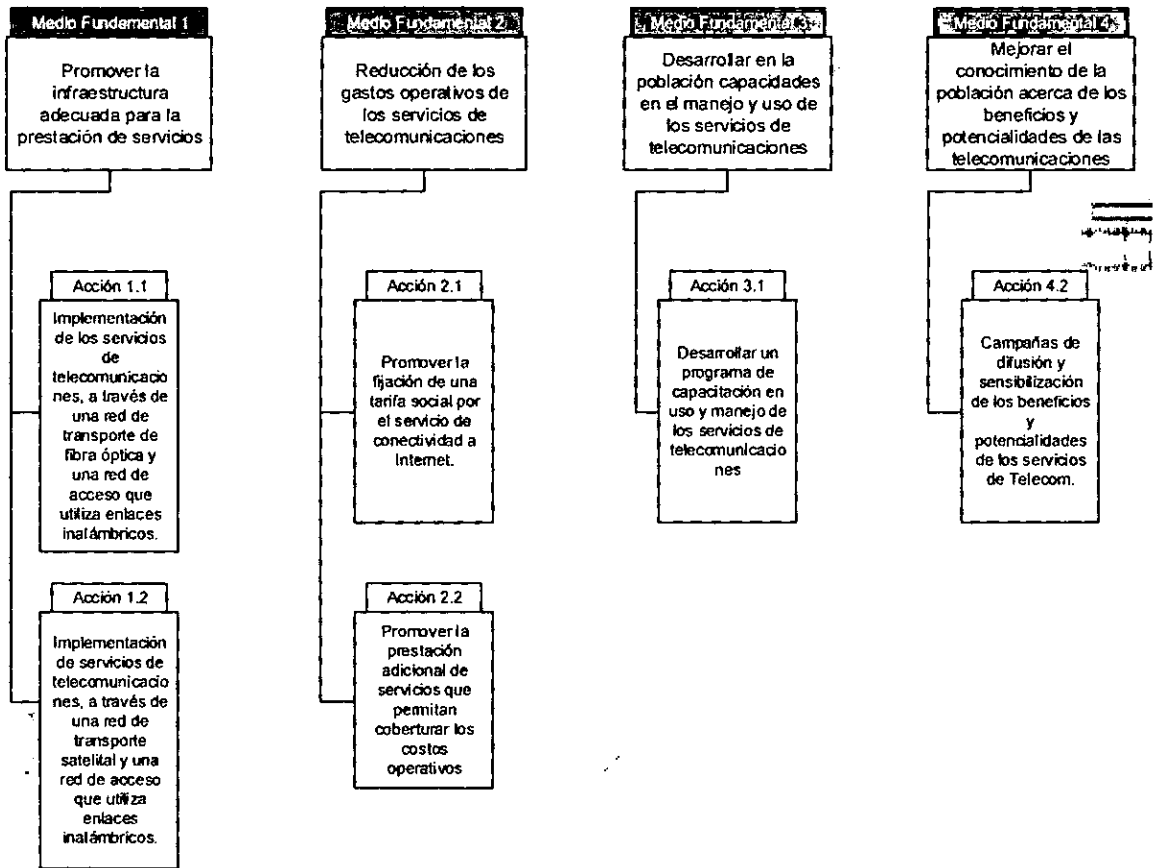 Medio Fundamental 1
Promover la
infraestructura
adecuada para la
prestación de servicios
Acción 1.1
Implementación
de los servicios
de
telecomunicacio
nes, a través de
una red de
transporte de
fibra óptica y
una red de
acceso que
utiliza enlaces
inalámbricos.
Acción 1.2
Implementación
de servicios de
telecomunicacio
nes, a través de
una red de
transporte
satelital y una
red de acceso
que utiliza
enlaces
inalámbricos.
Medio Fundamental 2
Reducción de los
gastos operativos de
los servicios de
telecomunicaciones
Acción 2.1
Promover la
fijación de una
tarifa social por
el servicio de
conectividad a
Internet.
Acción 2.2
Promover la
prestación
adicional de
servicios que
permitan
coberturar los
costos
operativos
Medio Fundamental 3
Desarrollar en la
población capacidades
en el manejo y uso de
los servicios de
telecomunicaciones
Acción 3.1
Desarrollar un
programa de
capacitación en
uso y manejo de
los servicios de
telecomunicacio
nes
Medio Fundamental 4
Mejorar el
conocimiento de la
población acerca de los
beneficios y
potencialidades de las
telecomunicaciones
Acción 4.2
Campañas de
difusión y
sensibilización
de los beneficios
y
potencialidades
de los servicios
de Telecom.